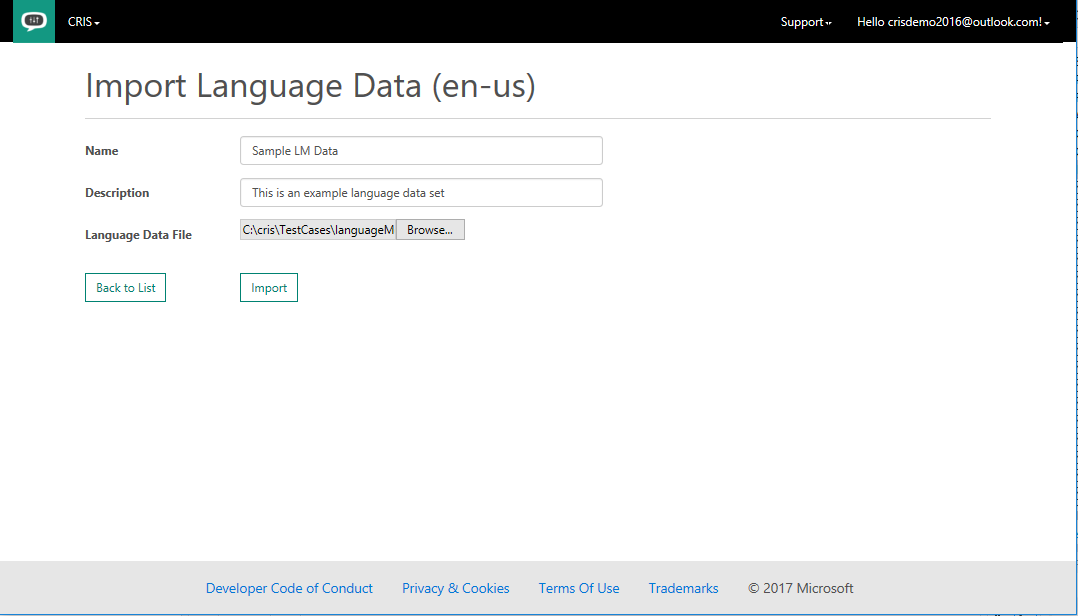 CRIS
Support
Hello crisdemo2016@outlook.com!
Import Language Data (en-us)
Name
Sample LM Data
Description
This is an example language data set
Language Data File
C:\cris\TestCases\languageM
Browse...
Back to List
Import
Developer Code of Conduct
Privacy & Cookies
Terms Of Use
Trademarks
© 2017 Microsoft